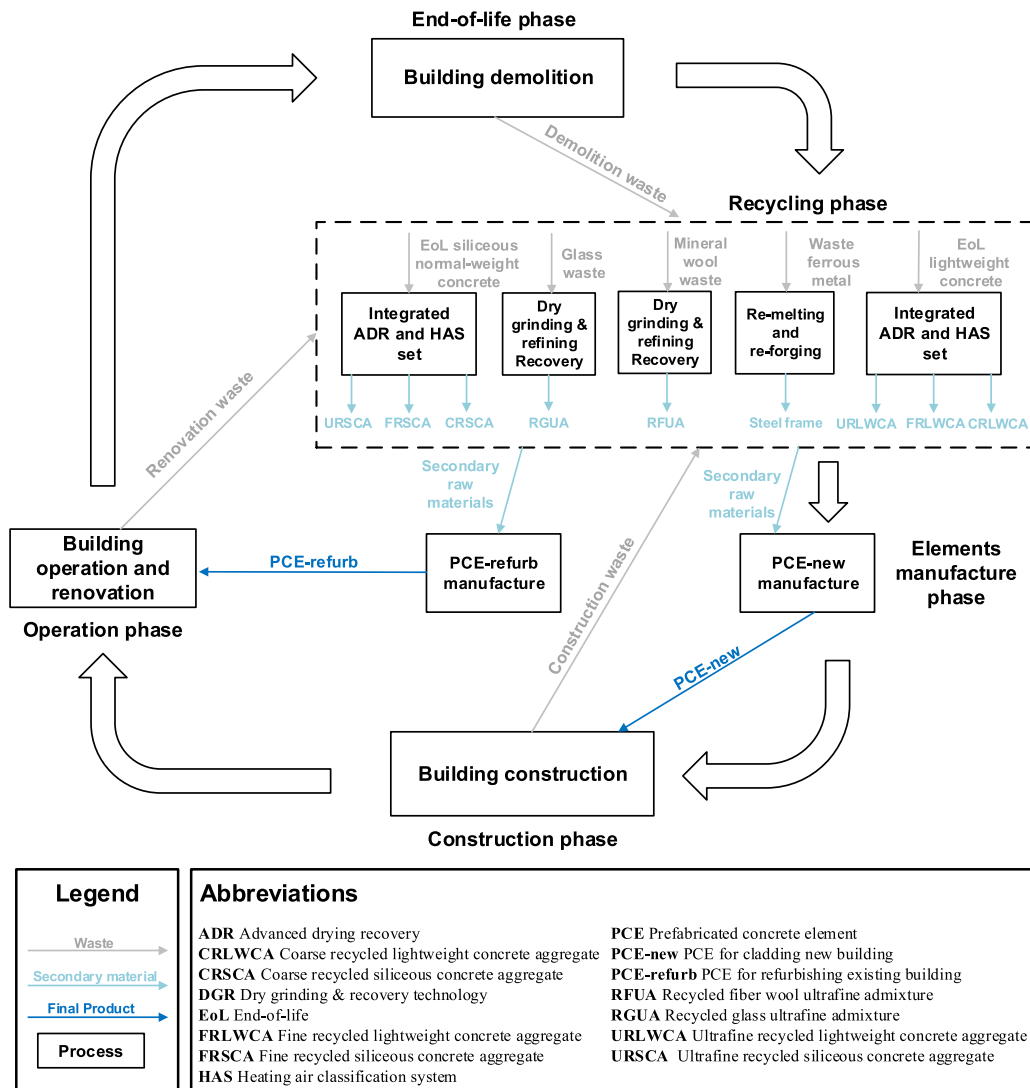 End-of-life phase
Building demolition
Demolition waste
Recycling phase
EoL siliceous
normal-weight
concrete
Glass
waste
Mineral
wool
waste
Waste
ferrous
metal
EoL
lightweight
concrete
Integrated
ADR and HAS
set
Dry
grinding &
refining
Recovery
Dry
grinding &
refining
Recovery
Re-melting
and
re-forging
Integrated
ADR and HAS
set
URSCA
FRSCA
CRSCA
RGUA
RFUA
Steel frame
URLWCA
FRLWCA
CRLWCA
Renovation waste
Secondary
raw
materials
Secondary
raw
materials
Building
operation and
renovation
Operation phase
PCE-refurb
PCE-refurb
manufacture
Construction waste
PCE-new
manufacture
Elements
manufacture
phase
PCE-new
Building construction
Construction phase
Legend
Waste
Secondary material
Final Product
Process
Abbreviations
ADR Advanced drying recovery
CRLWCA Coarse recycled lightweight concrete aggregate
CRSCA Coarse recycled siliceous concrete aggregate
DGR Dry grinding & recovery technology
EoL End-of-life
FRLWCA Fine recycled lightweight concrete aggregate
FRSCA Fine recycled siliceous concrete aggregate
HAS Heating air classification system
PCE Prefabricated concrete element
PCE-new PCE for cladding new building
PCE-refurb PCE for refurbishing existing building
RFUA Recycled fiber wool ultrafine admixture
RGUA Recycled glass ultrafine admixture
URLWCA Ultrafine recycled lightweight concrete aggregate
URSCA Ultrafine recycled siliceous concrete aggregate